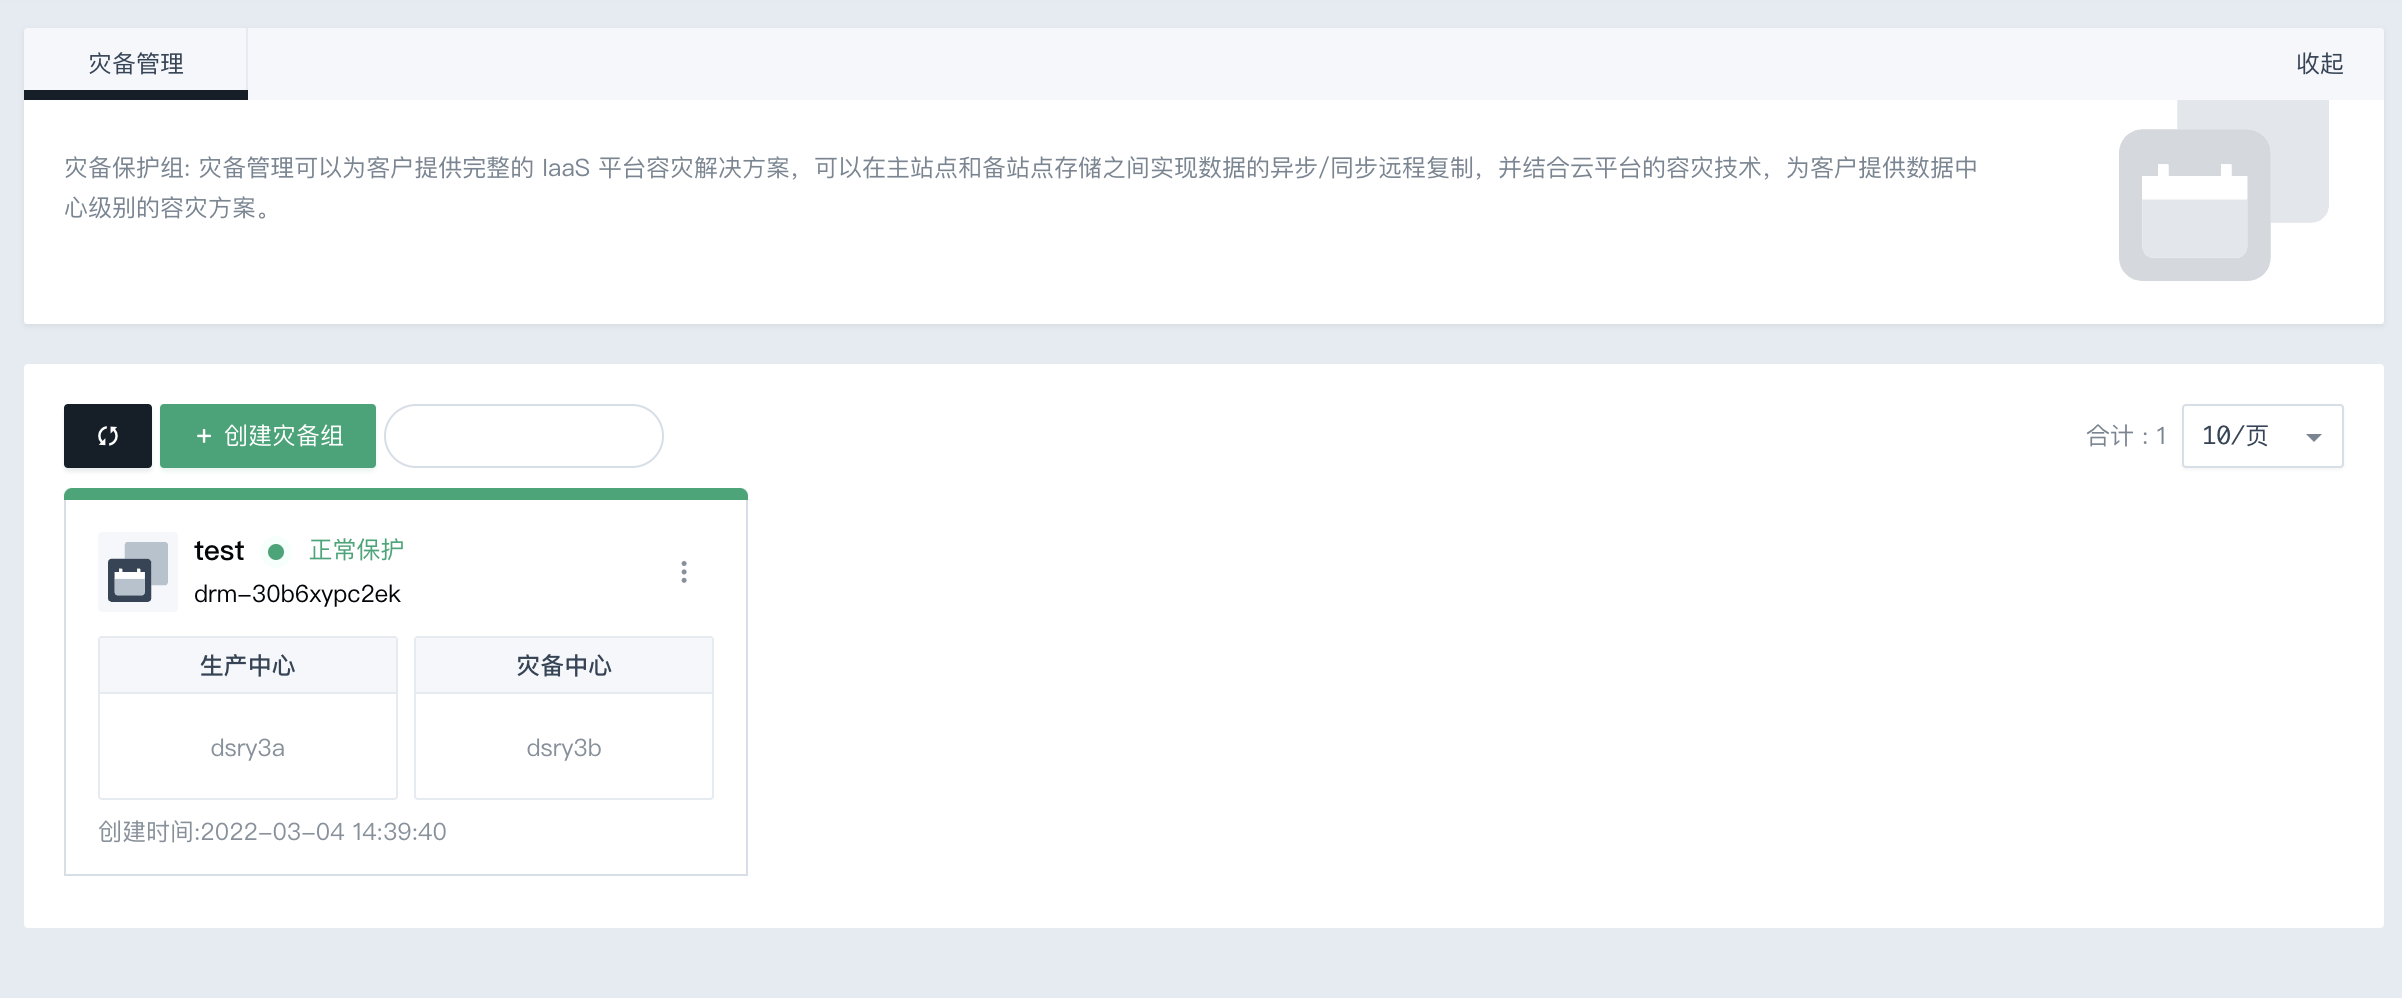 灾备管理
收起
灾备保护组: 灾备管理可以为客户提供完整的 IaaS 平台容灾解决方案，可以在主站点和备站点存储之间实现数据的异步/同步远程复制，并结合云平台的容灾技术，为客户提供数据中
心级别的容灾方案。
+ 创建灾备组
合计 : 1
10/页
test 正常保护
drm-30b6xypc2ek
生产中心
灾备中心
dsry3a
dsry3b
创建时间:2022-03-04 14:39:40